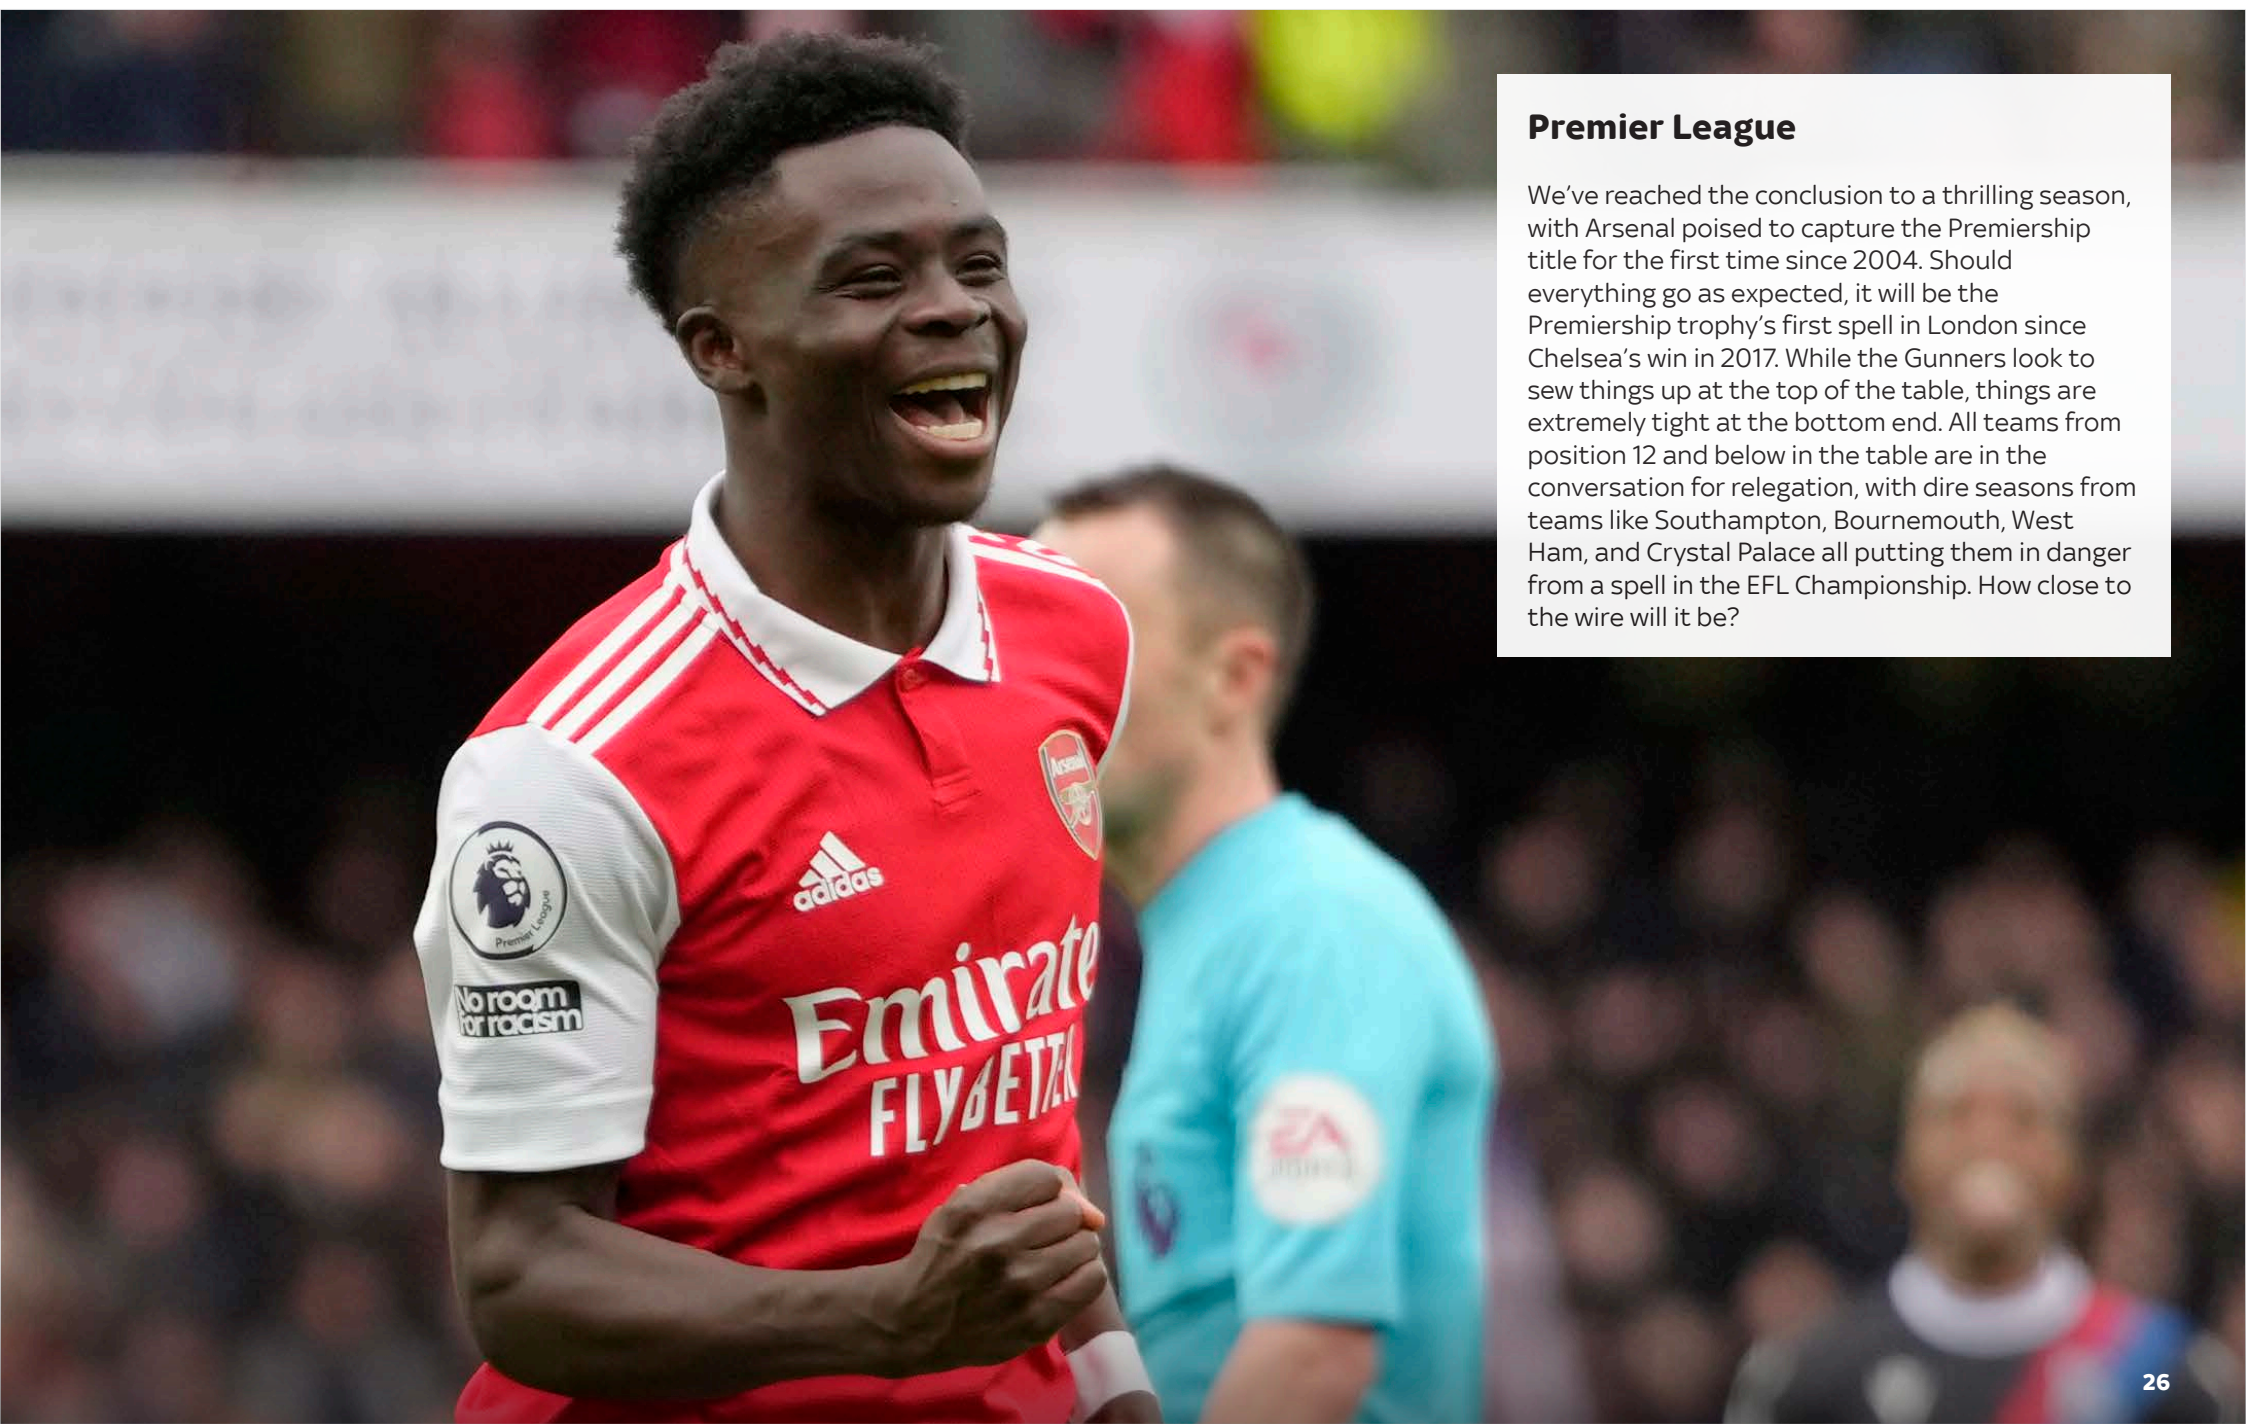 Premier League
We’ve reached the conclusion to a thrilling season,
with Arsenal poised to capture the Premiership
title for the first time since 2004. Should
everything go as expected, it will be the
Premiership trophy’s first spell in London since
Chelsea’s win in 2017. While the Gunners look to
sew things up at the top of the table, things are
extremely tight at the bottom end. All teams from
position 12 and below in the table are in the
conversation for relegation, with dire seasons from
teams like Southampton, Bournemouth, West
Ham, and Crystal Palace all putting them in danger
from a spell in the EFL Championship. How close to
the wire will it be?
Arsenal
adidas
Premier League
No room
For racism
Emirate
FLY BETTER
EA
SPORTS
26